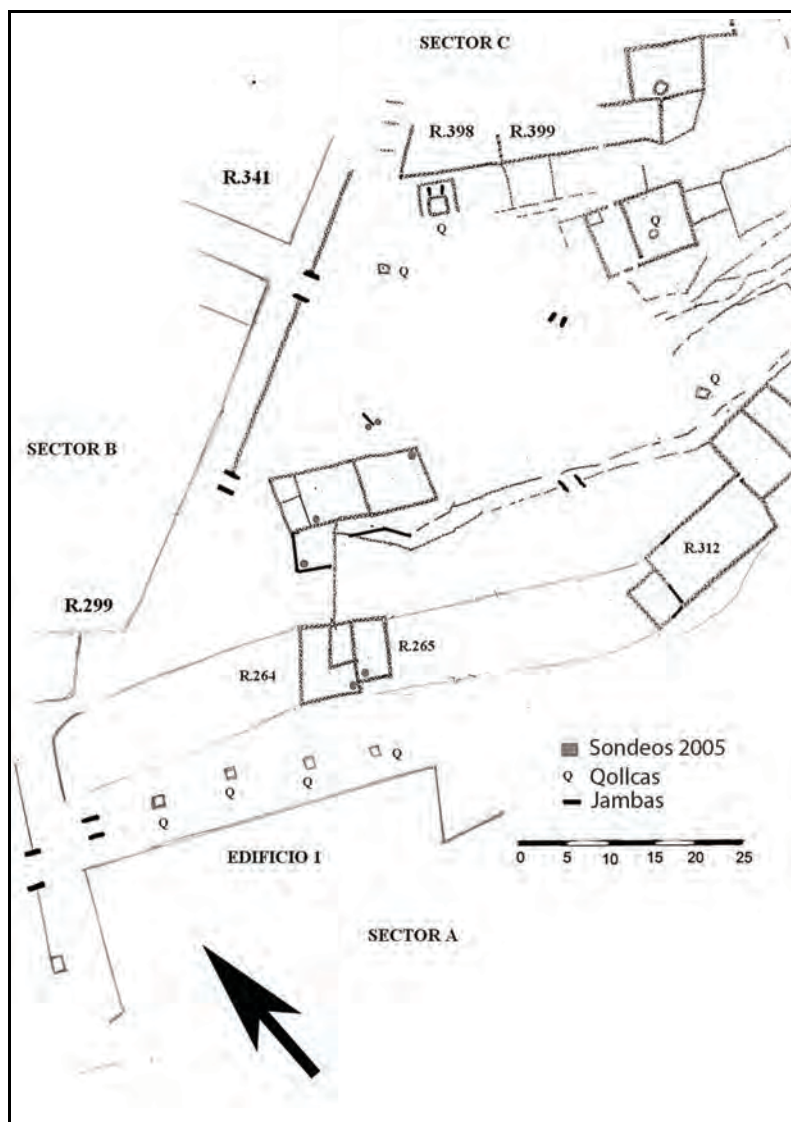 SECTOR C
R.398 R.399
R.341
Q
Q
Q
Q
SECTOR B
R.312
R.299
R.265
R.264
Sondeos 2005
Q Qollcas
Jambas
Q
Q
Q
Q
0 5 10 15 20 25
EDIFICIO 1
SECTOR A